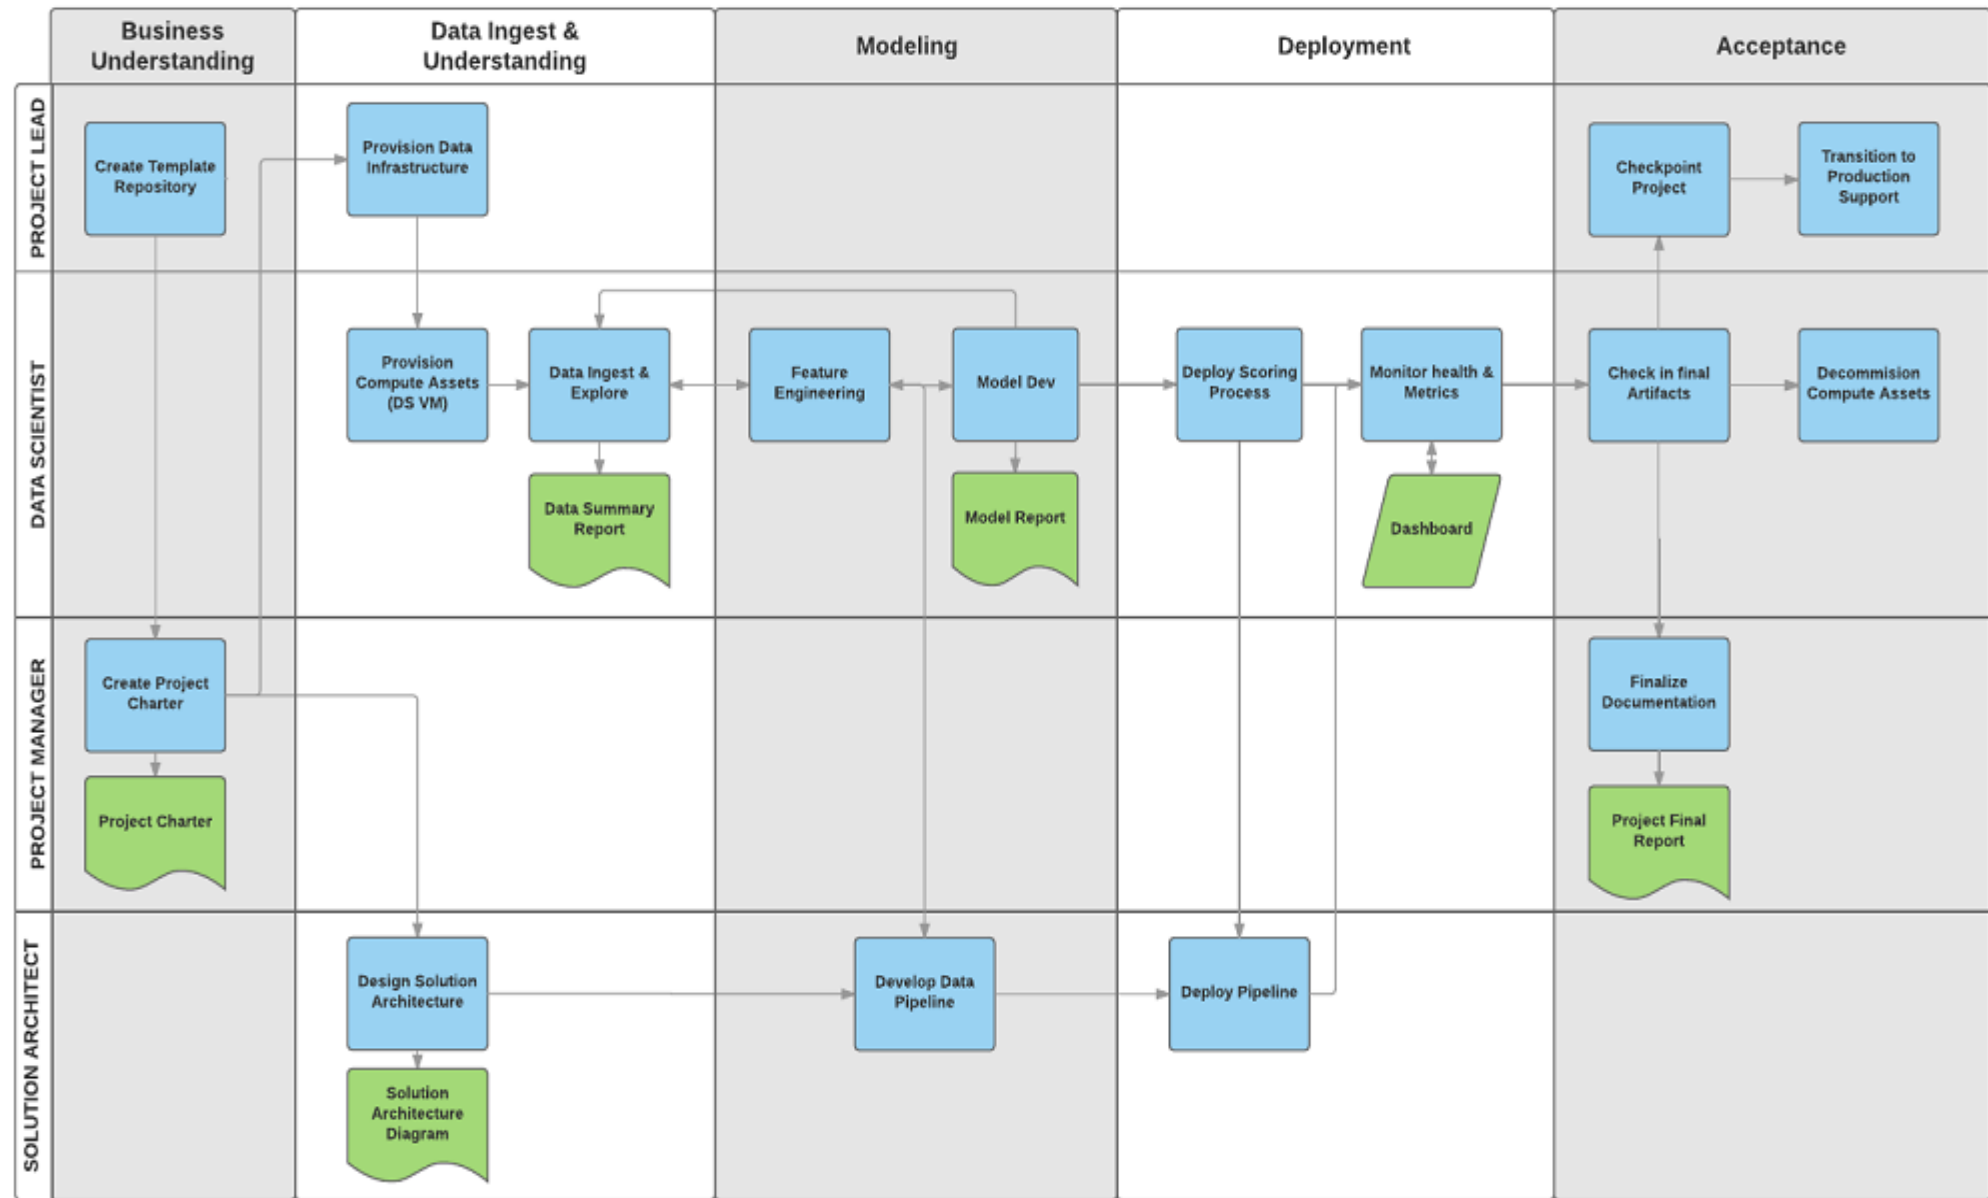 Business
Understanding
Data Ingest &
Understanding
Modeling
Deployment
Acceptance
PROJECT LEAD
Create Template
Repository
Provision Data
Infrastructure
Checkpoint
Project
Transition to
Production
Support
DATA SCIENTIST
Provision
Compute Assets
(DS VM)
Data Ingest &
Explore
Feature
Engineering
Model Dev
Deploy Scoring
Process
Monitor health &
Metrics
Check in final
Artifacts
Decommision
Compute Assets
Data Summary
Report
Model Report
Dashboard
PROJECT MANAGER
Create Project
Charter
Finalize
Documentation
Project Charter
Project Final
Report
SOLUTION ARCHITECT
Design Solution
Architecture
Develop Data
Pipeline
Deploy Pipeline
Solution
Architecture
Diagram